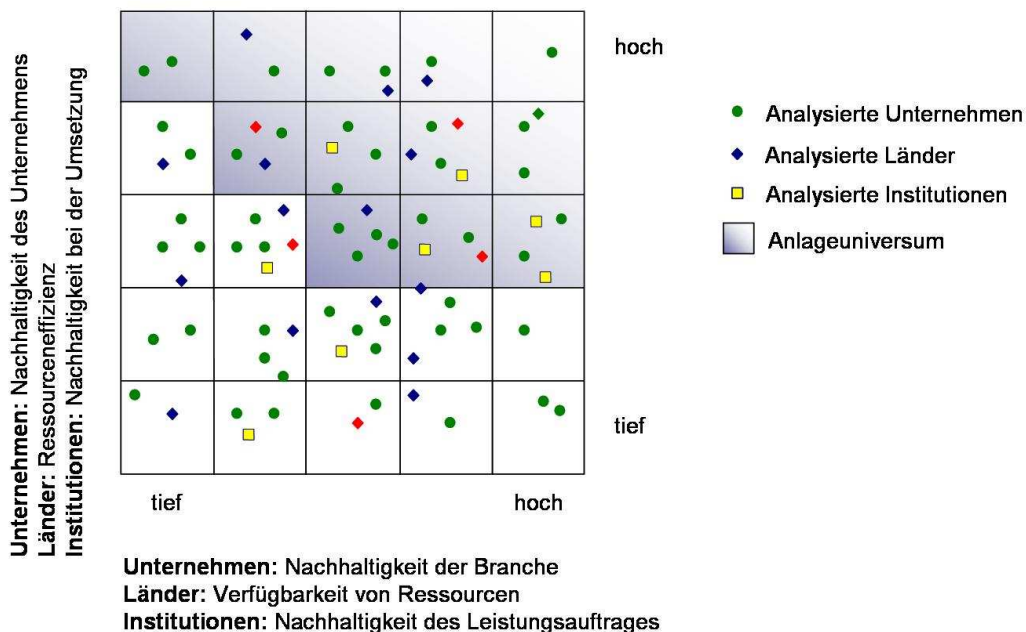 Unternehmen: Nachhaltigkeit des Unternehmens
Länder: Ressourceneffizienz
Institutionen: Nachhaltigkeit bei der Umsetzung
hoch
tief
tief
hoch
Unternehmen: Nachhaltigkeit der Branche
Länder: Verfügbarkeit von Ressourcen
Institutionen: Nachhaltigkeit des Leistungsauftrages
Analysierte Unternehmen
Analysierte Länder
Analysierte Institutionen
Anlageuniversum